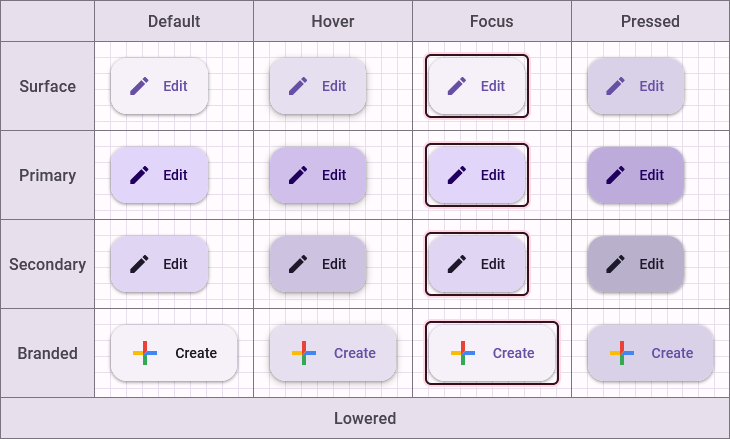 Default Hover Focus Pressed
Surface Edit Edit Edit Edit
Primary Edit Edit Edit Edit
Secondary Edit Edit Edit Edit
Branded Create Create Create Create
Lowered